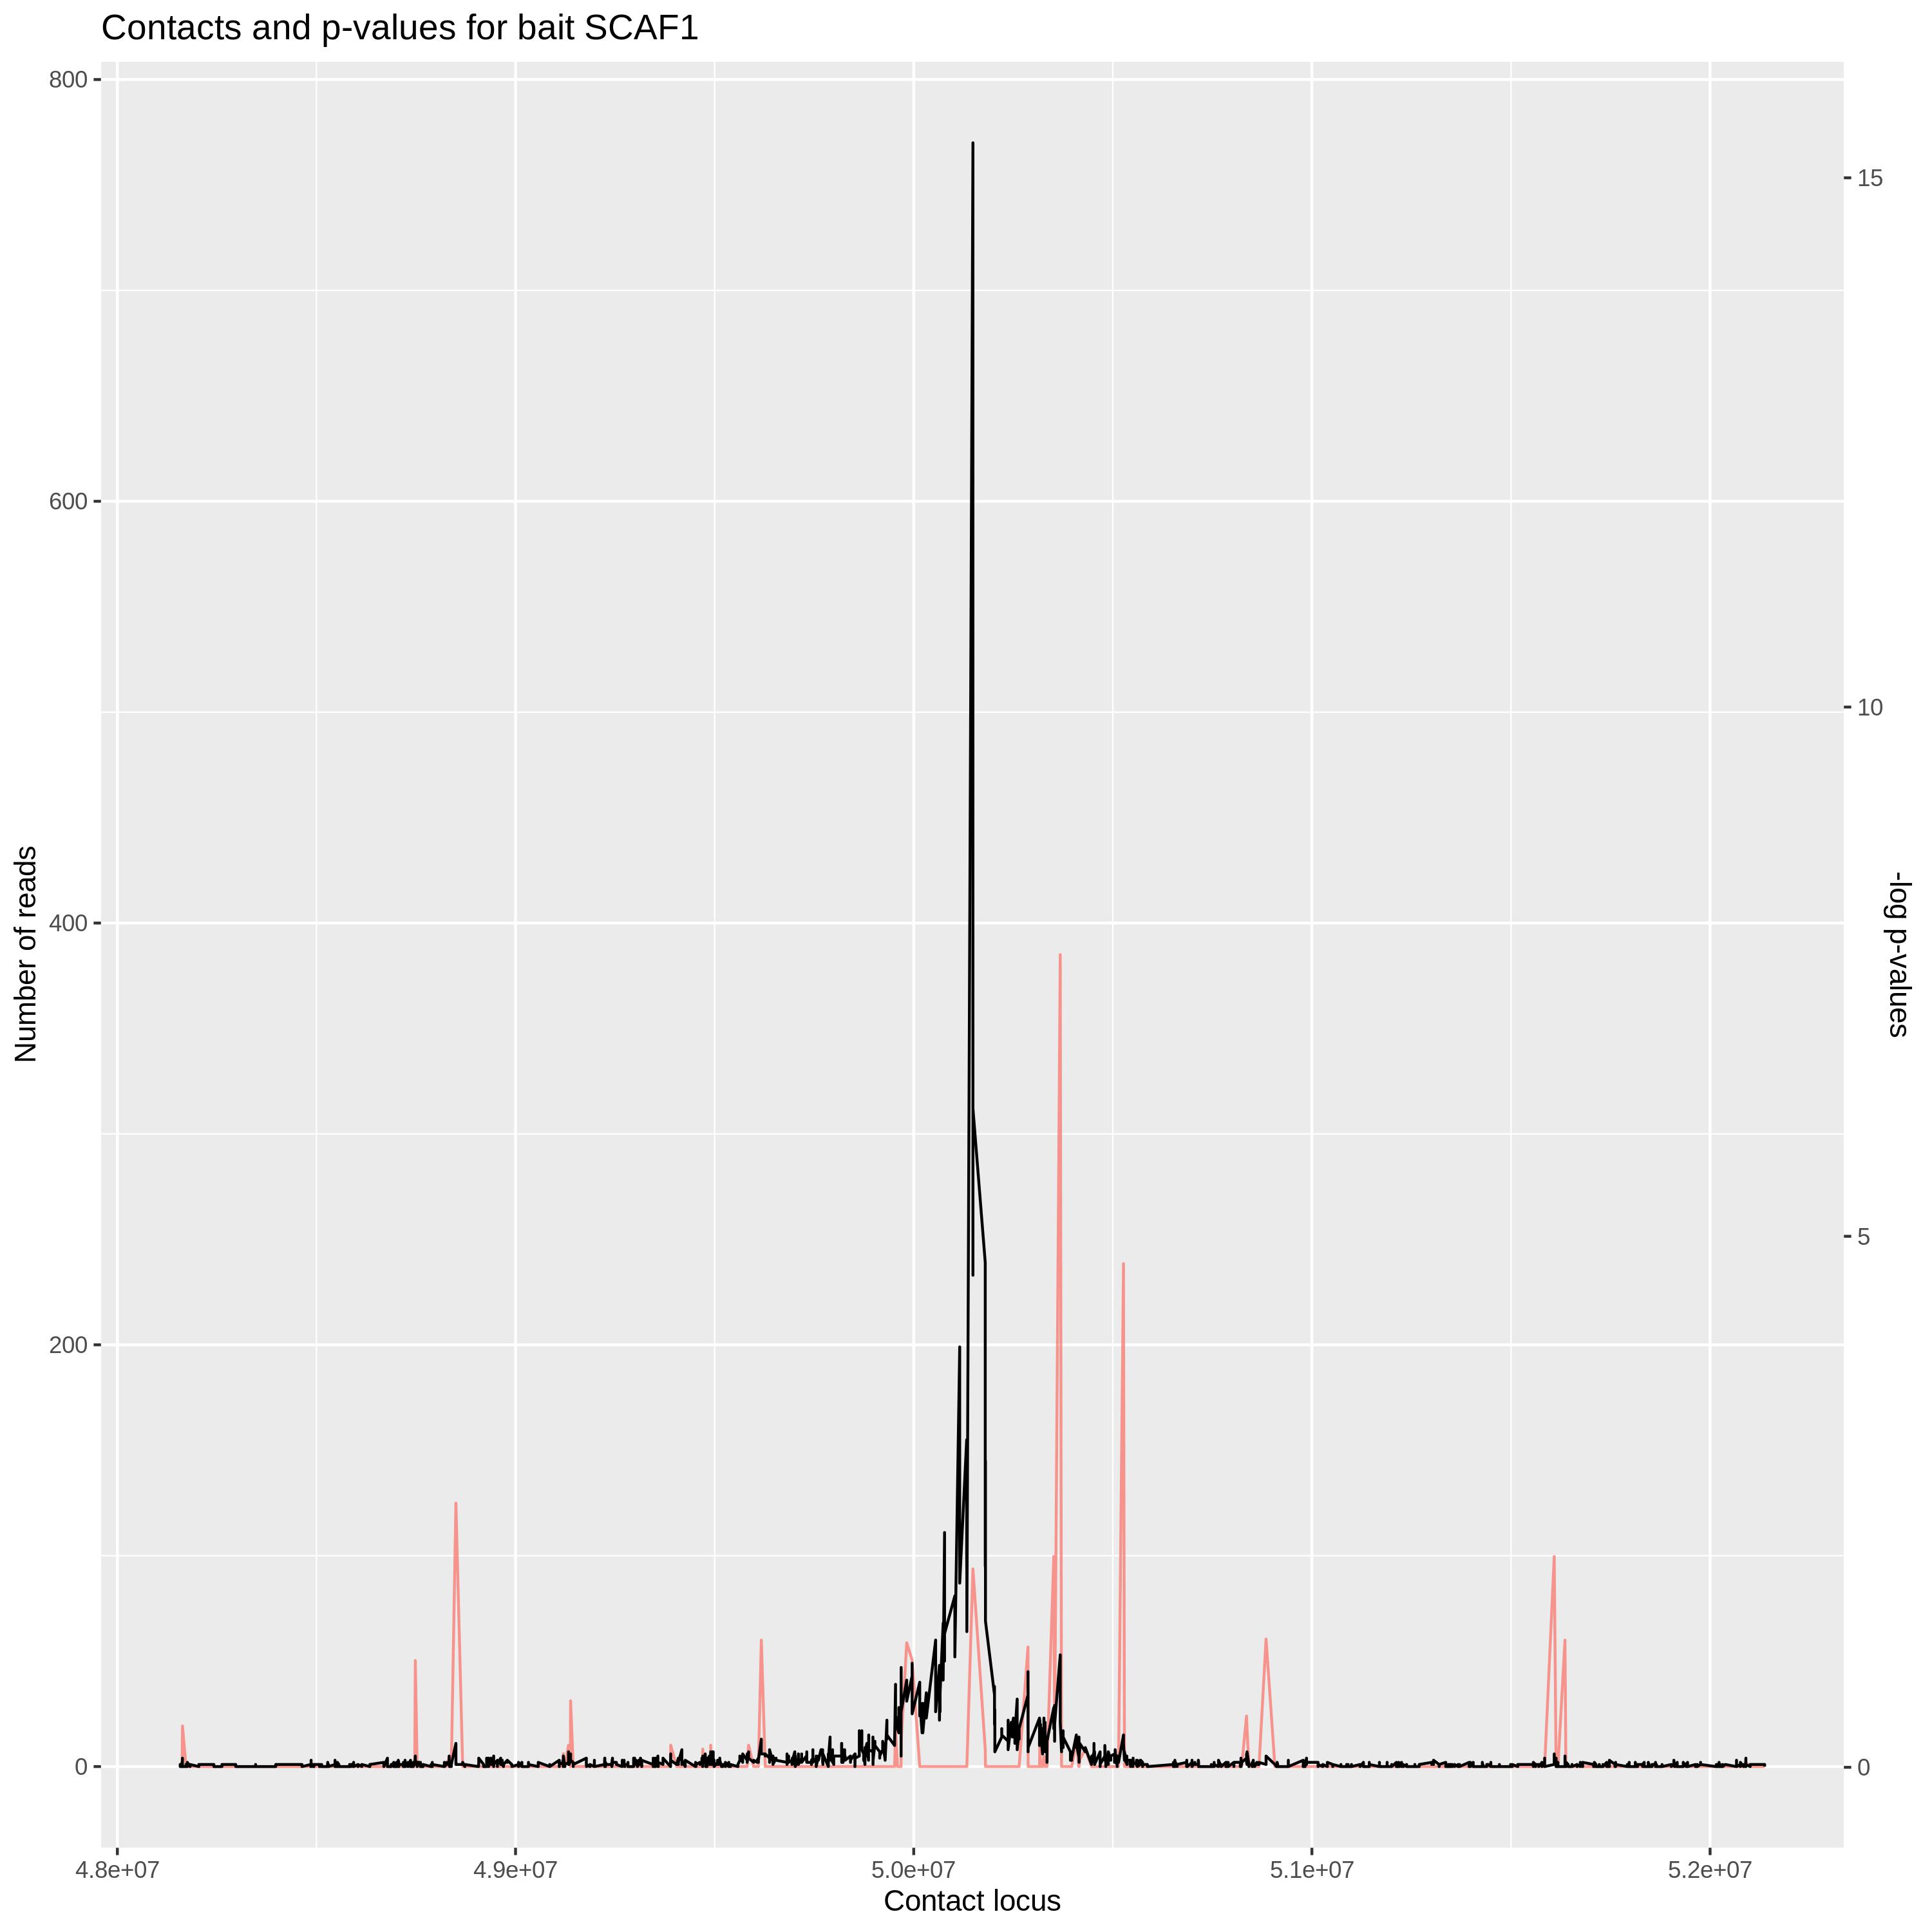 Contacts and p-values for bait SCAF1
800
600
400
200
0
Number of reads
15
10
5
0
-log p-values
4.8e+07 4.9e+07 5.0e+07 5.1e+07 5.2e+07
Contact locus